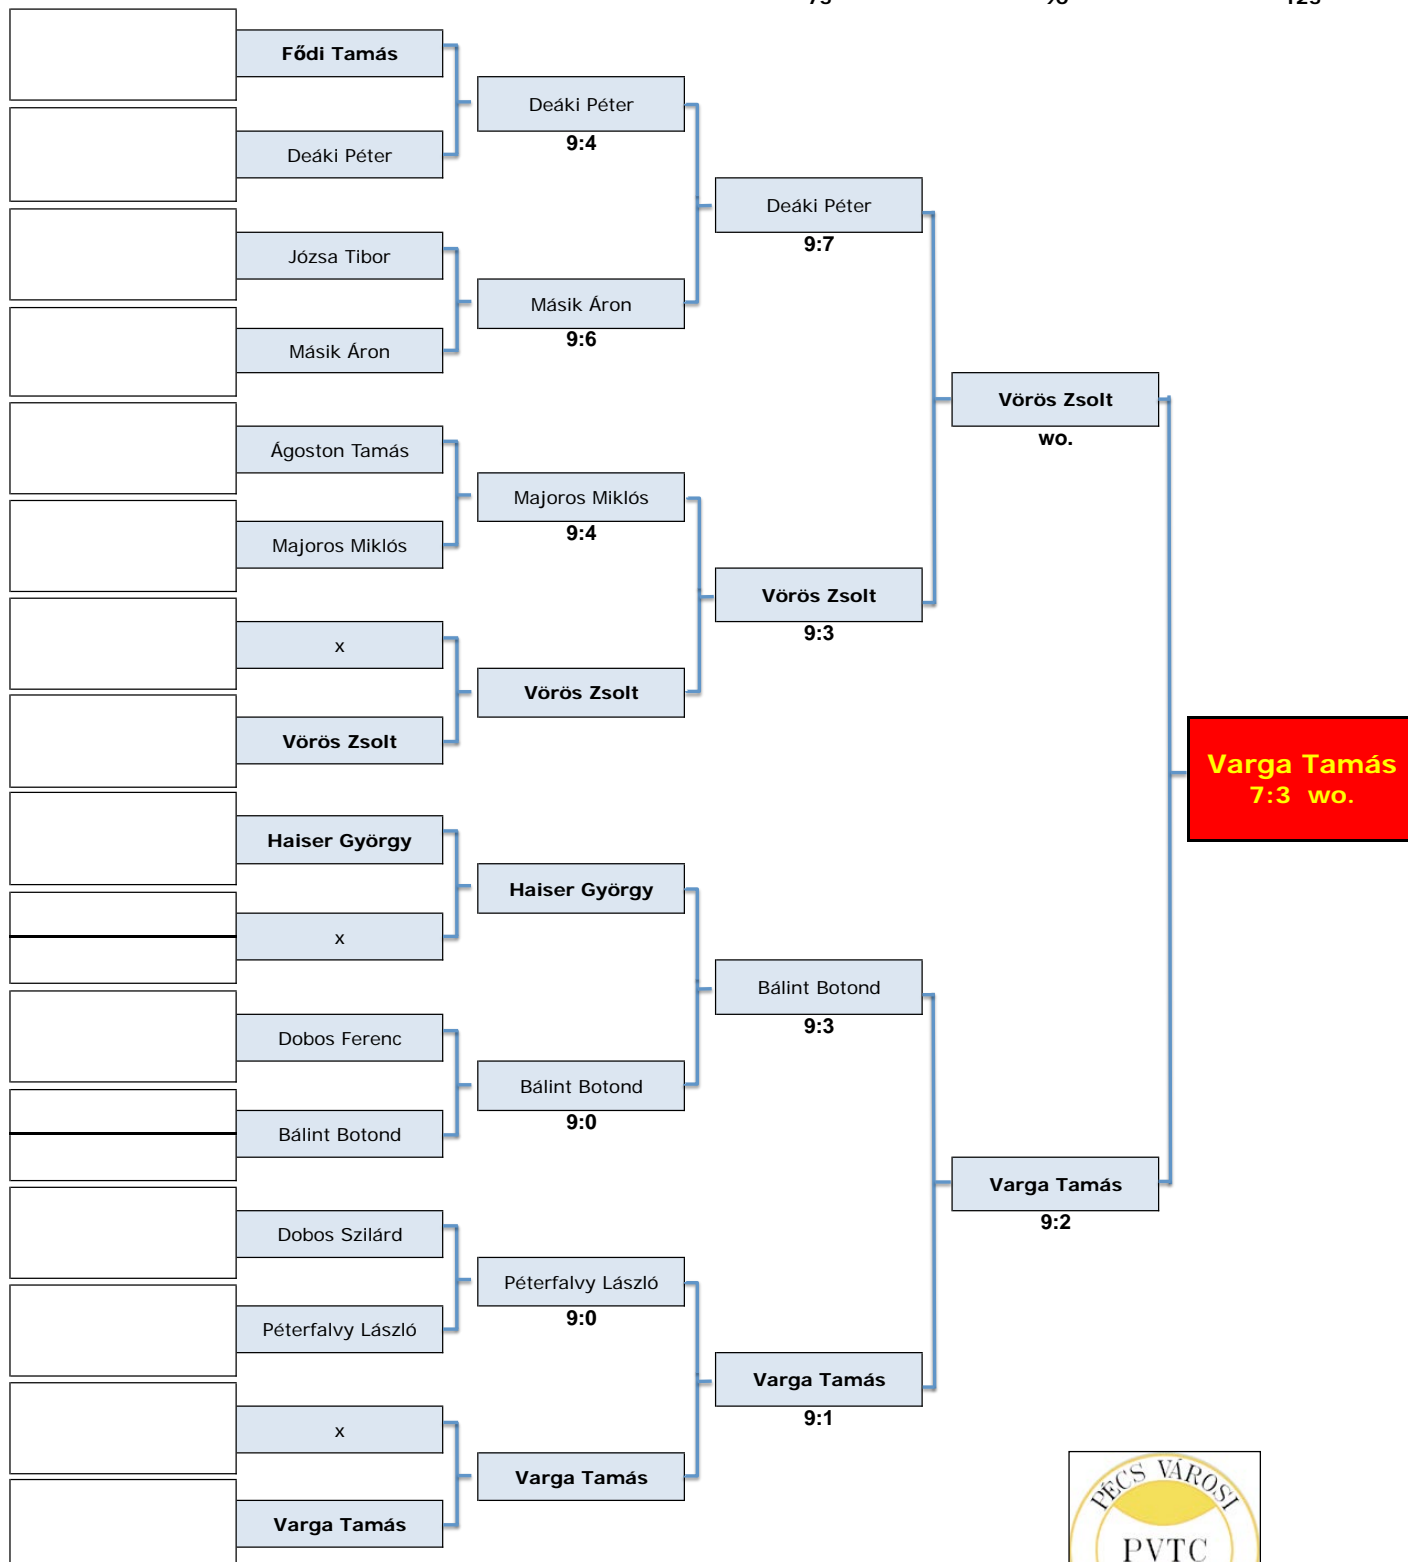 Fődi Tamás
Deáki Péter
9:4
Deáki Péter
Deáki Péter
9:7
Józsa Tibor
Másik Áron
9:6
Másik Áron
Vörös Zsolt
wo.
Ágoston Tamás
Majoros Miklós
9:4
Majoros Miklós
Vörös Zsolt
9:3
x
Vörös Zsolt
Vörös Zsolt
Varga Tamás
7:3 wo.
Haiser György
Haiser György
x
Bálint Botond
9:3
Dobos Ferenc
Bálint Botond
9:0
Bálint Botond
Varga Tamás
9:2
Dobos Szilárd
Péterfalvy László
9:0
Péterfalvy László
Varga Tamás
9:1
x
Varga Tamás
Varga Tamás
PÉCS VÁROSI
PVTC